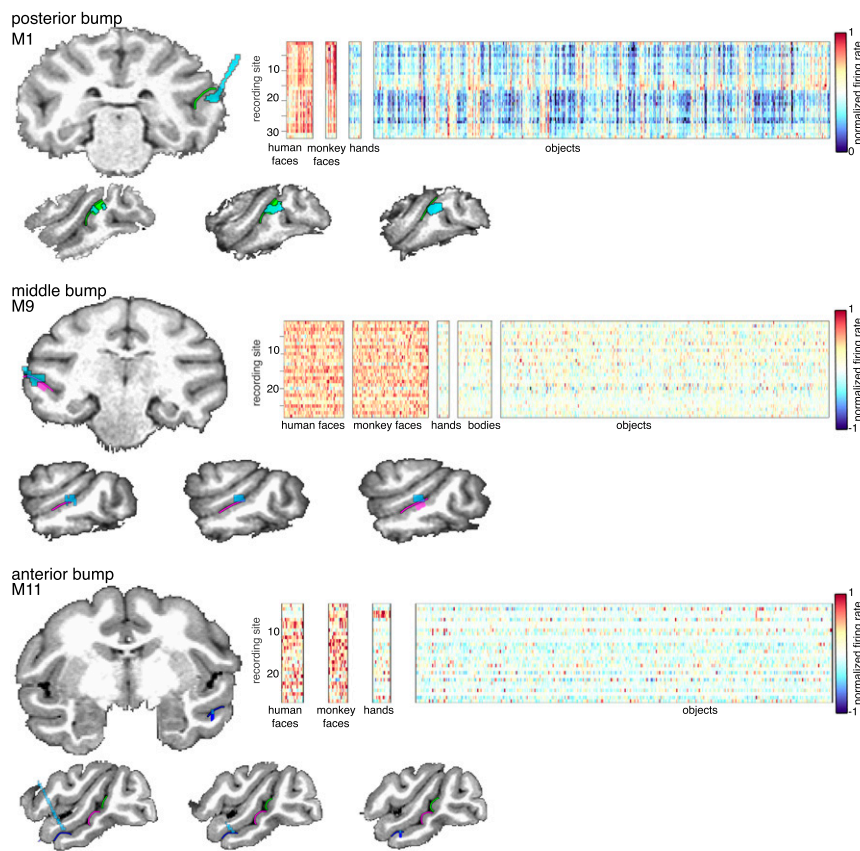 posterior bump
M1
recording site
10
20
30
human
faces
monkey
faces
hands
objects
1
0
normalized firing rate
middle bump
M9
recording site
10
20
human faces
monkey faces
hands
bodies
objects
1
-1
normalized firing rate
anterior bump
M11
recording site
10
20
human
faces
monkey
faces
hands
objects
1
-1
normalized firing rate